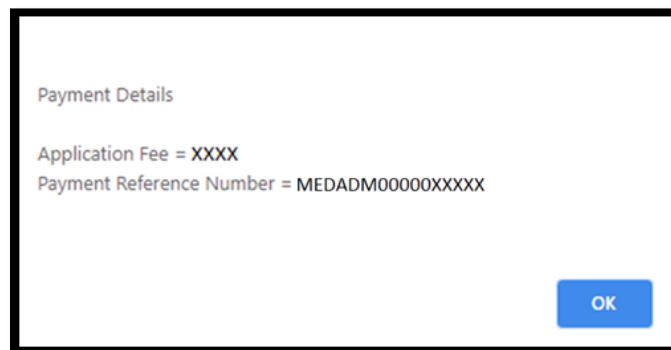 Payment Details
Application Fee = XXXX
Payment Reference Number = MEDADM00000XXXXX
OK